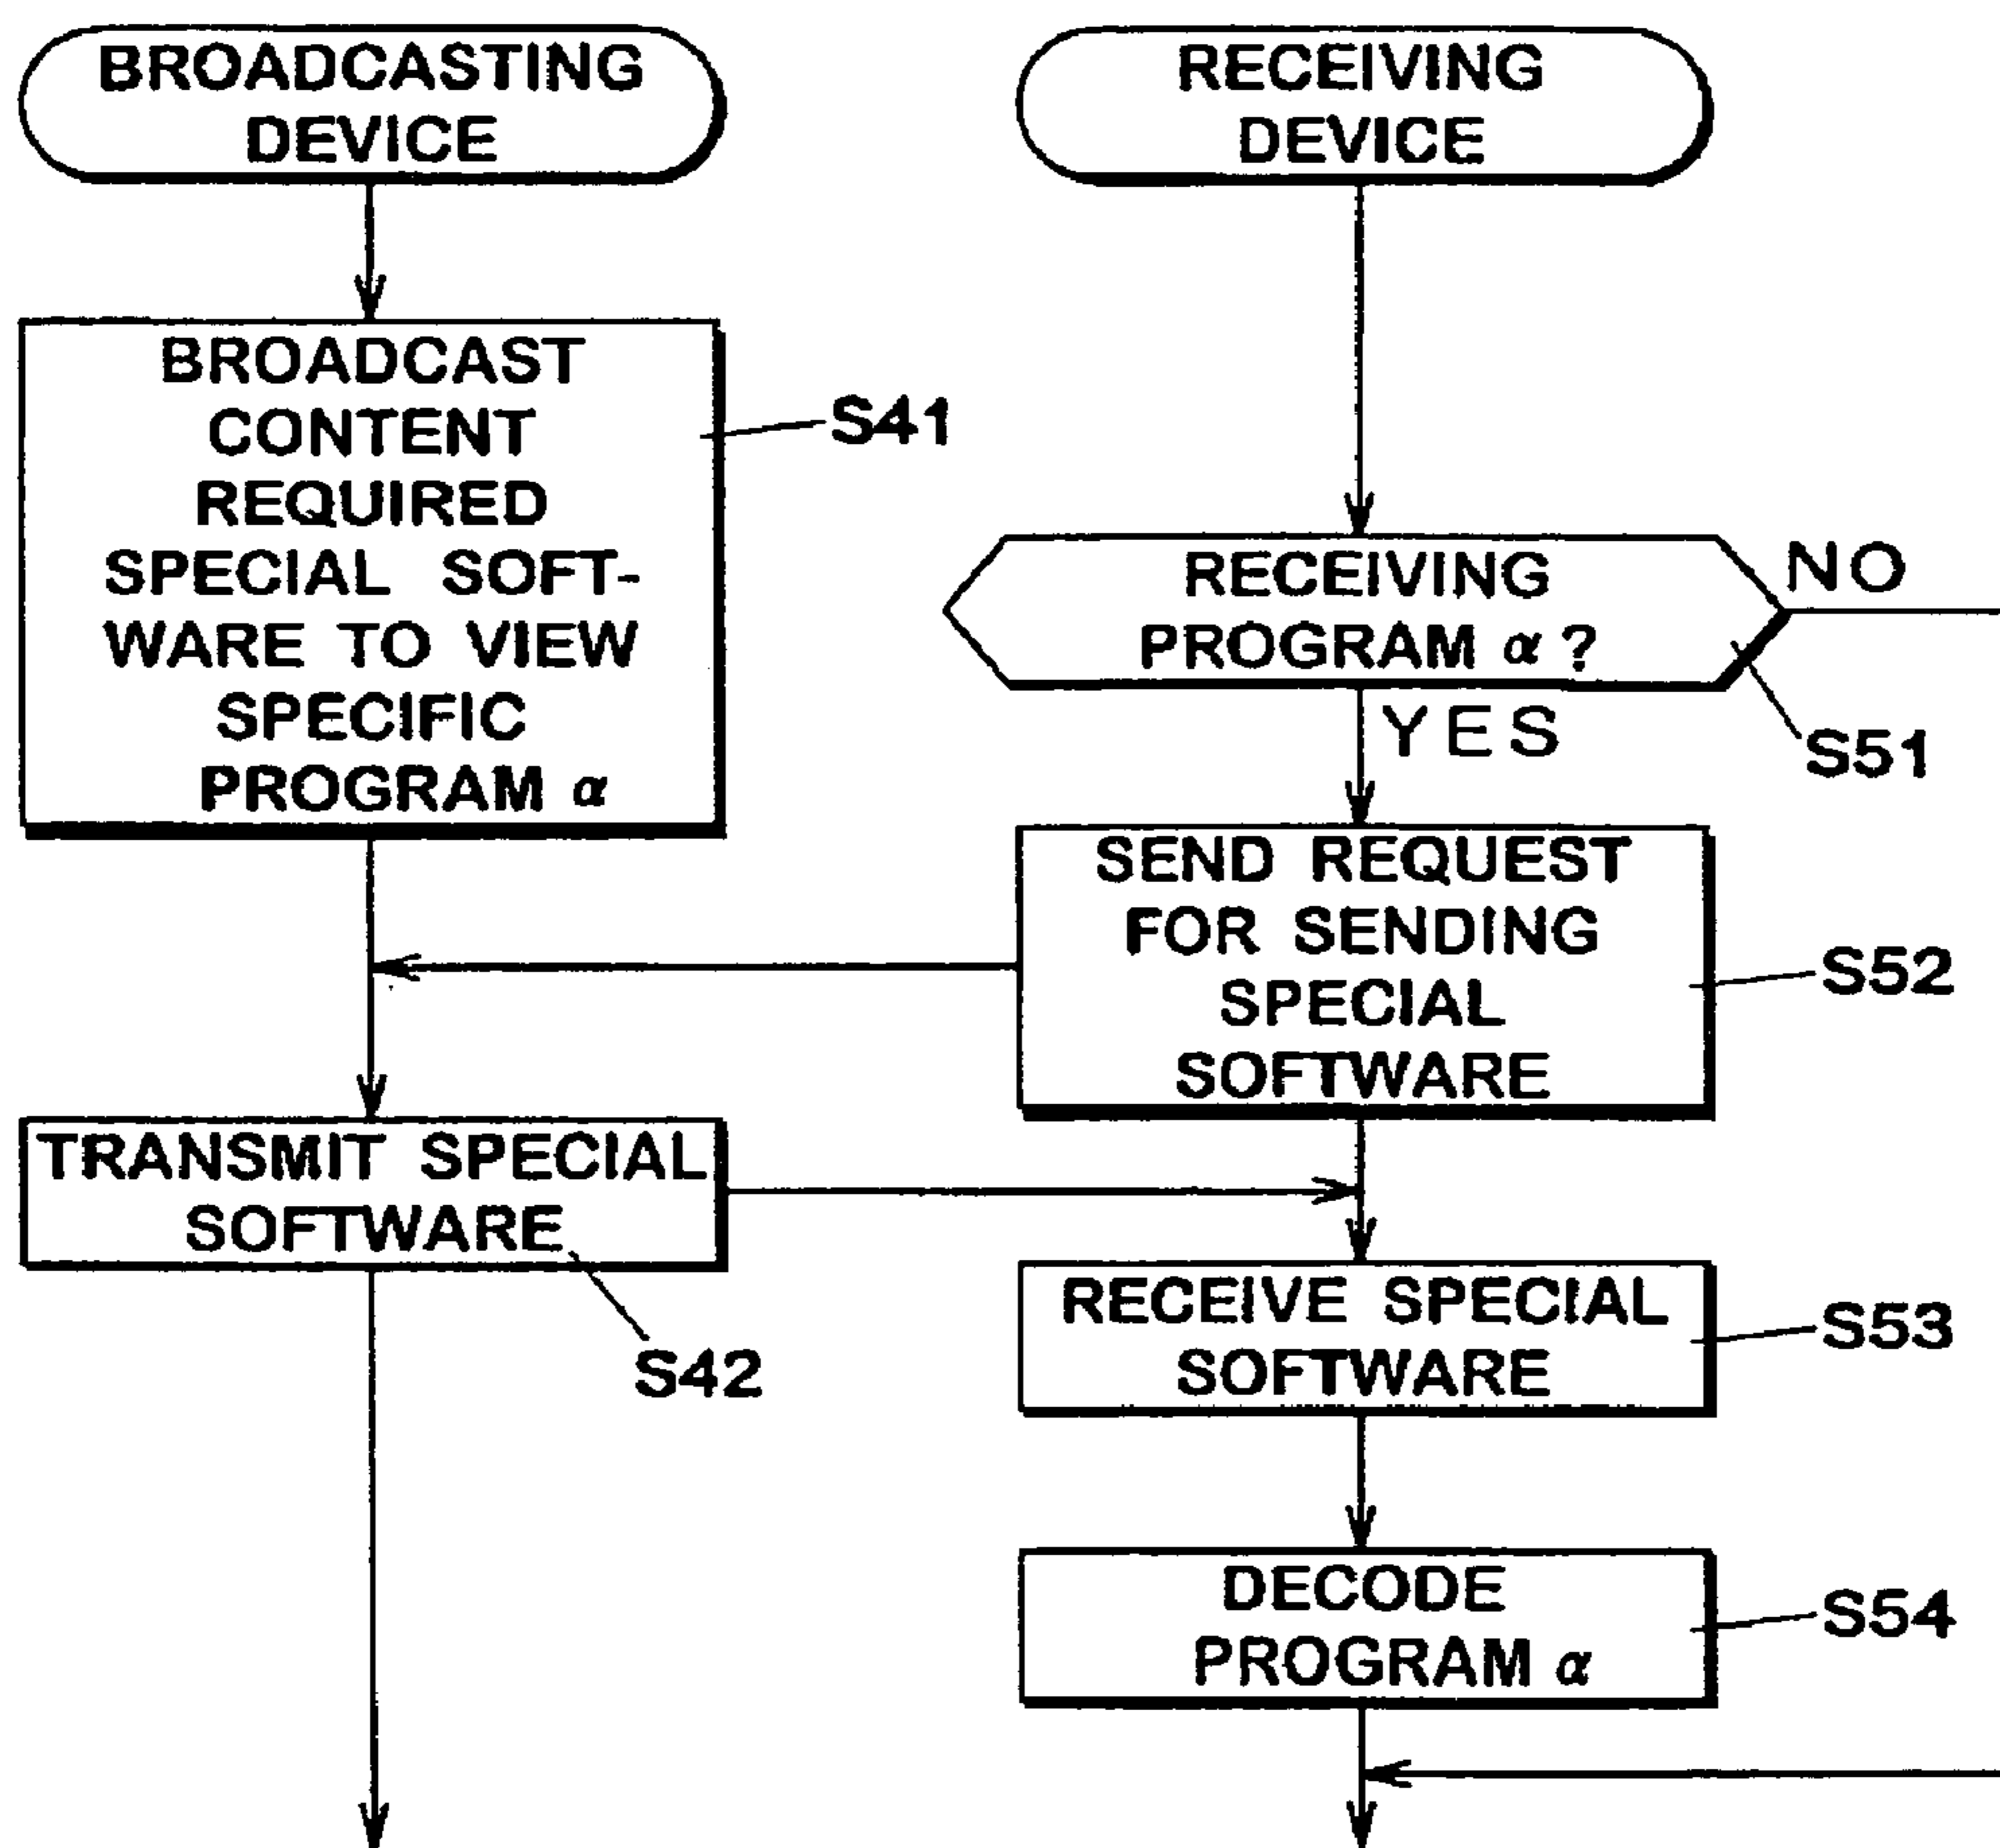 BROADCASTING
DEVICE
BROADCAST
CONTENT
REQUIRED
SPECIAL SOFT-
WARE TO VIEW
SPECIFIC
PROGRAM α
S41
TRANSMIT SPECIAL
SOFTWARE
S42
RECEIVING
DEVICE
RECEIVING
PROGRAM α ?
NO
YES
S51
SEND REQUEST
FOR SENDING
SPECIAL
SOFTWARE
S52
RECEIVE SPECIAL
SOFTWARE
S53
DECODE
PROGRAM α
S54